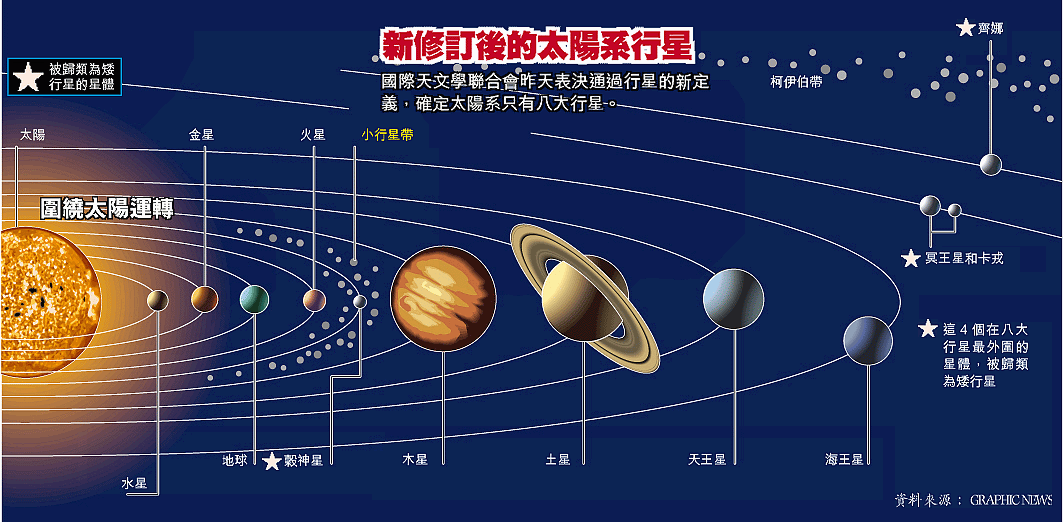 新修訂後的太陽系行星
國際天文學聯合會昨天表決通過行星的新定
義，確定太陽系只有八大行星。
被歸類為矮
行星的星體
齊娜
柯伊伯帶
太陽
金星
火星
小行星帶
圍繞太陽運轉
冥王星和卡戎
這4個在八大
行星最外圍的
星體，被歸類
為矮行星
地球
穀神星
木星
土星
天王星
海王星
水星
資料來源：GRAPHIC NEWS